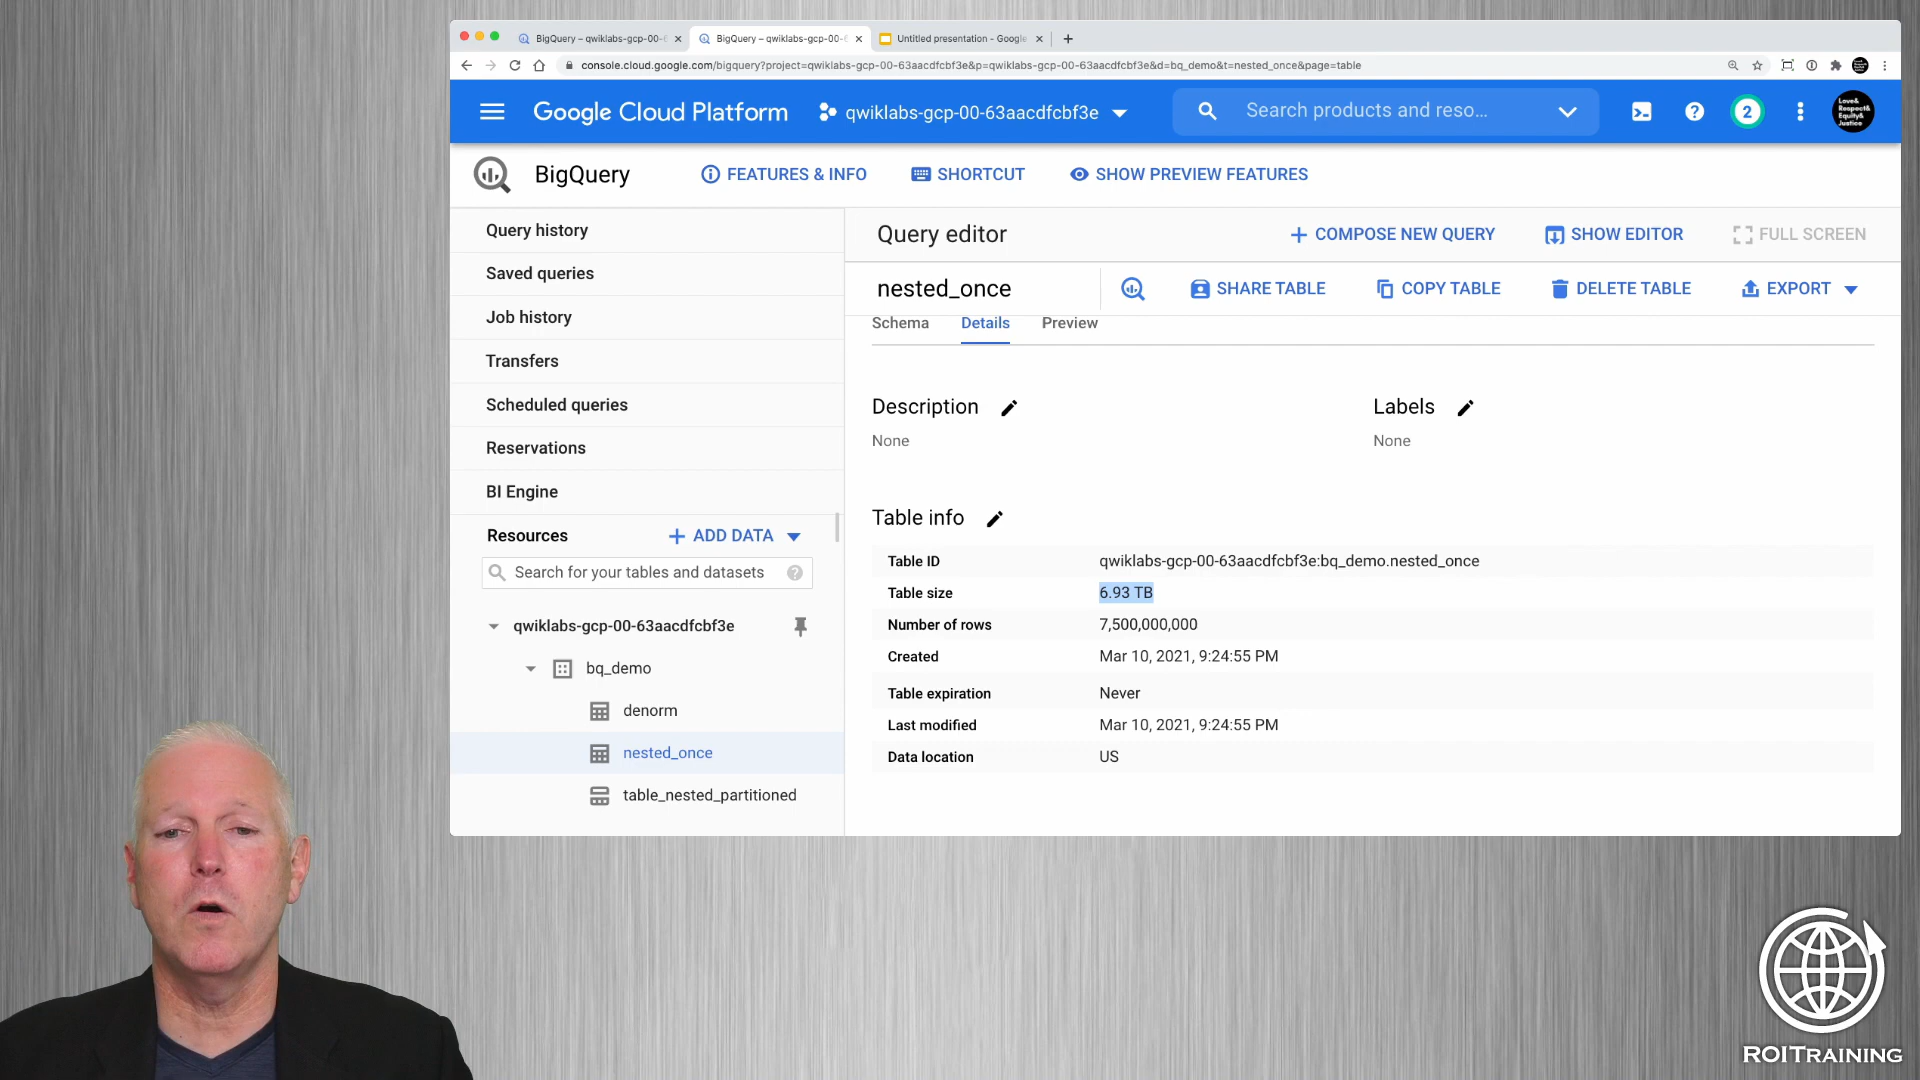 BigQuery – qwiklabs-gcp-00-6
BigQuery – qwiklabs-gcp-00-6
Untitled presentation - Google
console.cloud.google.com/bigquery?project=qwiklabs-gcp-00-63aacdfcbf3e&p=qwiklabs-gcp-00-63aacdfcbf3e&d=bq_demo&t=nested_once&page=table
Google Cloud Platform
qwiklabs-gcp-00-63aacdfcbf3e
Search products and reso...
2
Love&
Respect&
Equity&
Justice
BigQuery
FEATURES & INFO
SHORTCUT
SHOW PREVIEW FEATURES
Query history
Saved queries
Job history
Transfers
Scheduled queries
Reservations
BI Engine
Resources
ADD DATA
Search for your tables and datasets
qwiklabs-gcp-00-63aacdfcbf3e
bq_demo
denorm
nested_once
table_nested_partitioned
Query editor
COMPOSE NEW QUERY
SHOW EDITOR
FULL SCREEN
nested_once
SHARE TABLE
COPY TABLE
DELETE TABLE
EXPORT
Schema
Details
Preview
Description
None
Labels
None
Table info
Table ID qwiklabs-gcp-00-63aacdfcbf3e:bq_demo.nested_once
Table size 6.93 TB
Number of rows 7,500,000,000
Created Mar 10, 2021, 9:24:55 PM
Table expiration Never
Last modified Mar 10, 2021, 9:24:55 PM
Data location US
ROITRAINING